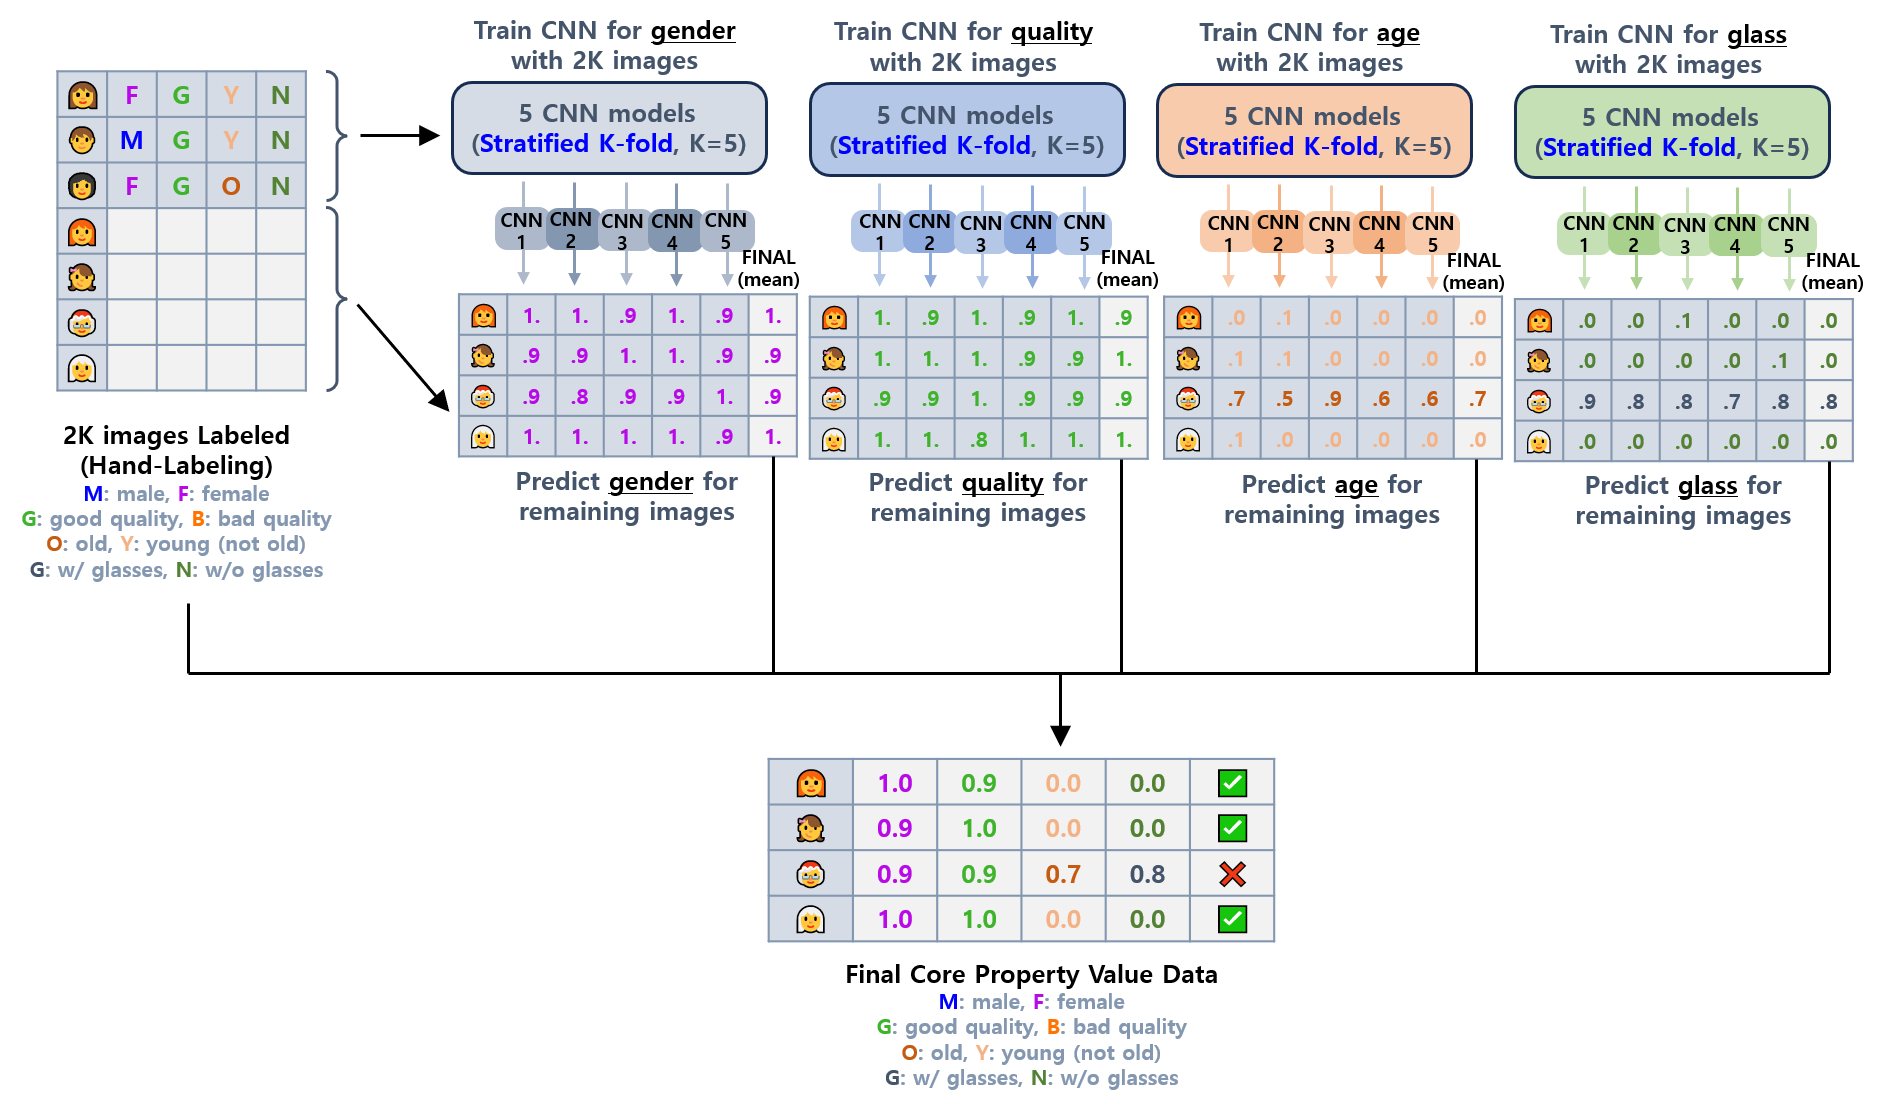 Train CNN for gender
with 2K images
Train CNN for quality
with 2K images
Train CNN for age
with 2K images
Train CNN for glass
with 2K images
F G Y N
M G Y N
F G O N
5 CNN models
(Stratified K-fold, K=5)
5 CNN models
(Stratified K-fold, K=5)
5 CNN models
(Stratified K-fold, K=5)
5 CNN models
(Stratified K-fold, K=5)
CNN 1
CNN 2
CNN 3
CNN 4
CNN 5
FINAL
(mean)
CNN 1
CNN 2
CNN 3
CNN 4
CNN 5
FINAL
(mean)
CNN 1
CNN 2
CNN 3
CNN 4
CNN 5
FINAL
(mean)
CNN 1
CNN 2
CNN 3
CNN 4
CNN 5
FINAL
(mean)
1. 1. .9 1. .9 1.
.9 .9 1. 1. .9 .9
.9 .8 .9 .9 1. .9
1. 1. 1. 1. .9 1.
1. .9 1. .9 1. .9
1. 1. 1. .9 .9 1.
.9 .9 1. .9 .9 .9
1. 1. .8 1. 1. 1.
.0 .1 .0 .0 .0 .0
.1 .1 .0 .0 .0 .0
.7 .5 .9 .6 .6 .7
.1 .0 .0 .0 .0 .0
.0 .0 .1 .0 .0 .0
.0 .0 .0 .0 .1 .0
.9 .8 .8 .7 .8 .8
.0 .0 .0 .0 .0 .0
2K images Labeled
(Hand-Labeling)
M: male, F: female
G: good quality, B: bad quality
O: old, Y: young (not old)
G: w/ glasses, N: w/o glasses
Predict gender for
remaining images
Predict quality for
remaining images
Predict age for
remaining images
Predict glass for
remaining images
1.0 0.9 0.0 0.0
0.9 1.0 0.0 0.0
0.9 0.9 0.7 0.8
1.0 1.0 0.0 0.0
Final Core Property Value Data
M: male, F: female
G: good quality, B: bad quality
O: old, Y: young (not old)
G: w/ glasses, N: w/o glasses